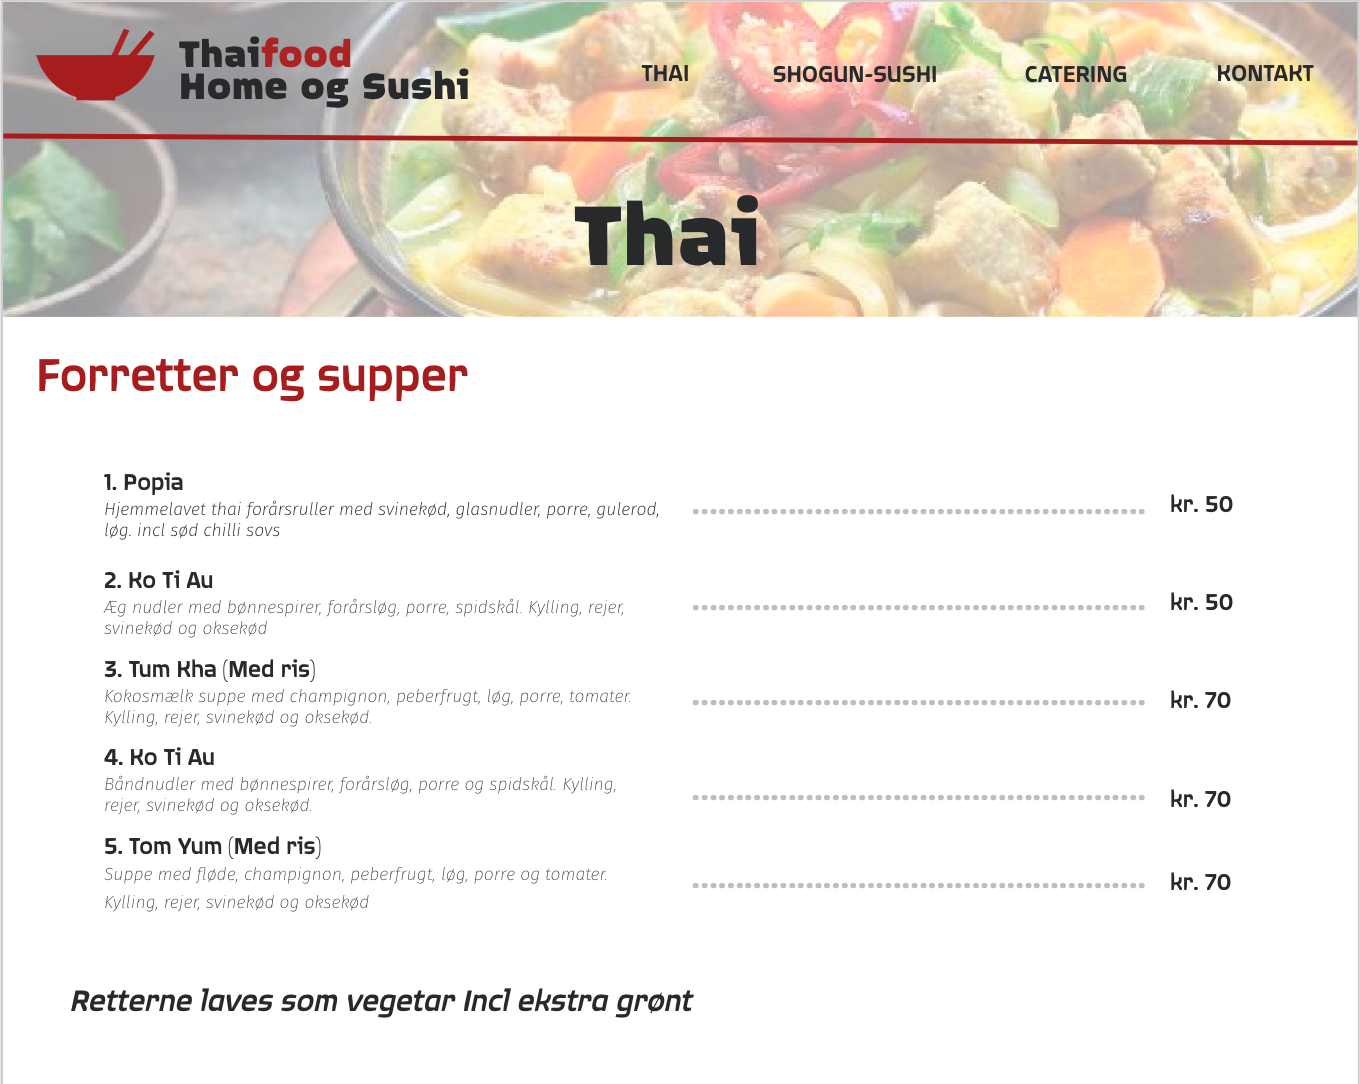 Thaifood
Home og Sushi
THAI SHOGUN-SUSHI CATERING KONTAKT
Thai
Forretter og supper
1. Popia
Hjemmelavet thai forårsruller med svinekød, glasnudler, porre, gulerod,
løg. incl sød chilli sovs
kr. 50
2. Ko Ti Au
Æg nudler med bønnespirer, forårsløg, porre, spidskål. Kylling, rejer,
svinekød og oksekød
kr. 50
3. Tum Kha (Med ris)
Kokosmælk suppe med champignon, peberfrugt, løg, porre, tomater.
Kylling, rejer, svinekød og oksekød.
kr. 70
4. Ko Ti Au
Båndnudler med bønnespirer, forårsløg, porre og spidskål. Kylling,
rejer, svinekød og oksekød.
kr. 70
5. Tom Yum (Med ris)
Suppe med fløde, champignon, peberfrugt, løg, porre og tomater.
Kylling, rejer, svinekød og oksekød
kr. 70
Retterne laves som vegetar Incl ekstra grønt